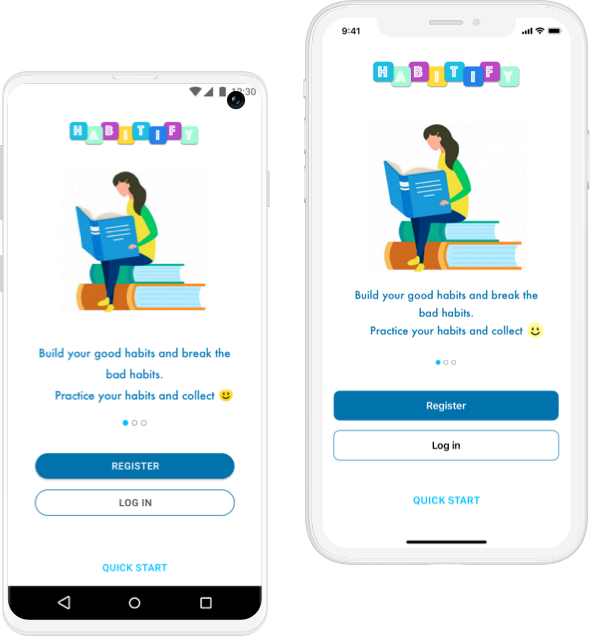 12:30
HABITIFY
Build your good habits and break the
bad habits.
Practice your habits and collect 😃
REGISTER
LOG IN
QUICK START
9:41
HABITIFY
Build your good habits and break the
bad habits.
Practice your habits and collect 😃
Register
Log in
QUICK START